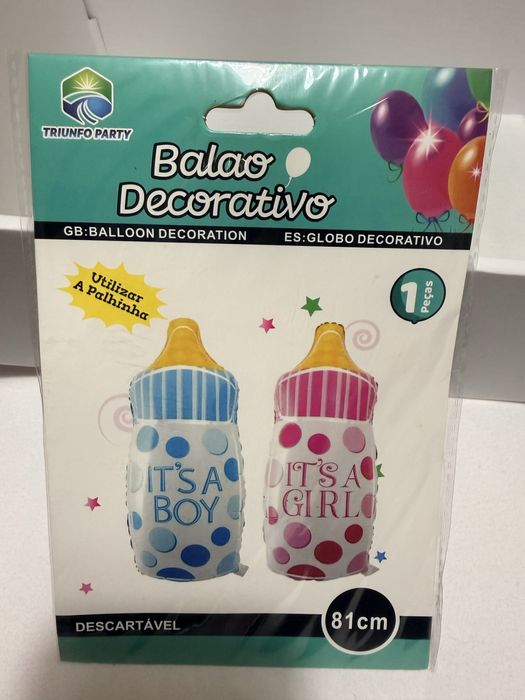 TRIUNFO PARTY
Balao
Decorativo
GB:BALLOON DECORATION
ES:GLOBO DECORATIVO
Utilizar
A Palhinha
1
Peças
IT'S A
BOY
IT'S A
GIRL
DESCARTÁVEL
81cm